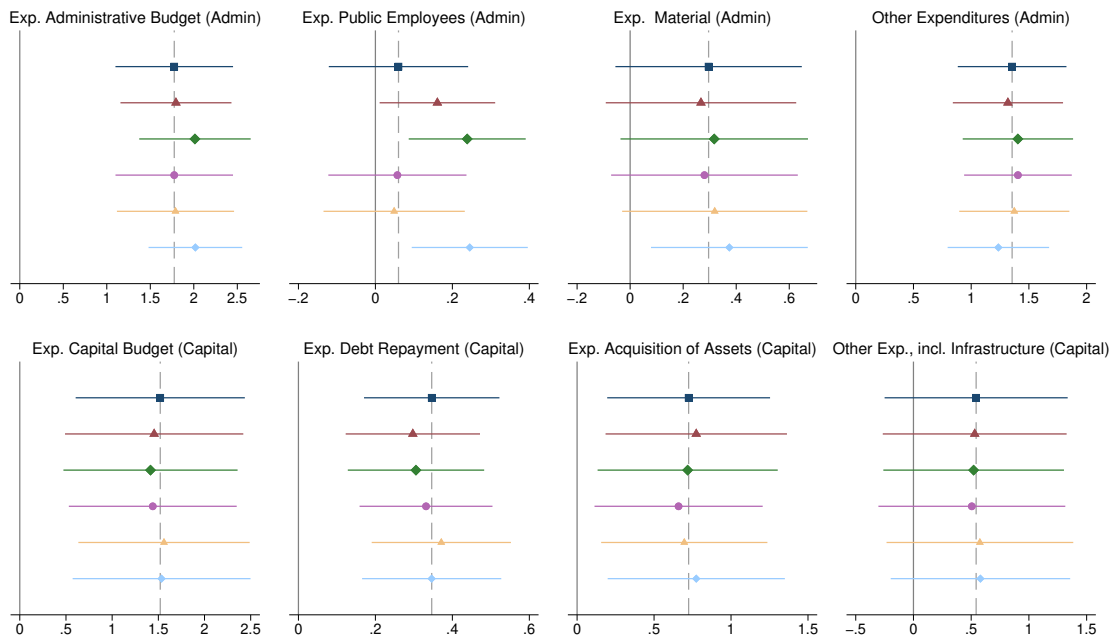 Exp. Administrative Budget (Admin)
Exp. Public Employees (Admin)
Exp. Material (Admin)
Other Expenditures (Admin)
0 .5 1 1.5 2 2.5
−.2 0 .2 .4
−.2 0 .2 .4 .6
0 .5 1 1.5 2
Exp. Capital Budget (Capital)
Exp. Debt Repayment (Capital)
Exp. Acquisition of Assets (Capital)
Other Exp., incl. Infrastructure (Capital)
0 .5 1 1.5 2 2.5
0 .2 .4 .6
0 .5 1 1.5
−.5 0 .5 1 1.5